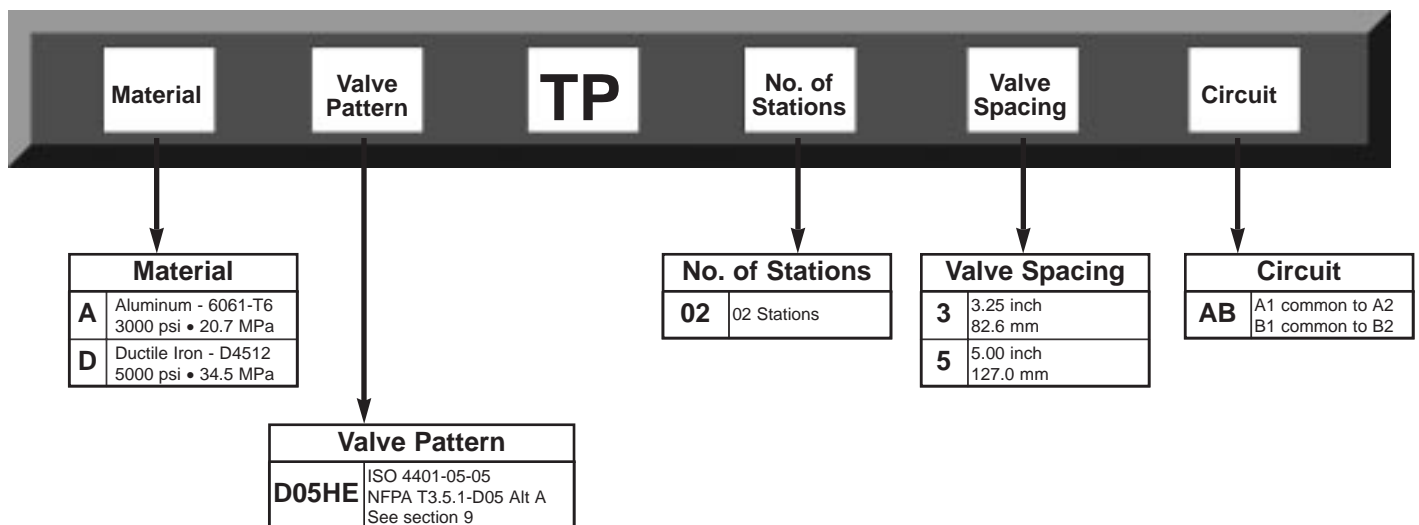 Material
Valve
Pattern
TP
No. of
Stations
Valve
Spacing
Circuit
Material
A
Aluminum - 6061-T6
3000 psi • 20.7 MPa
D
Ductile Iron - D4512
5000 psi • 34.5 MPa
No. of Stations
02
02 Stations
Valve Spacing
3
3.25 inch
82.6 mm
5
5.00 inch
127.0 mm
Circuit
AB
A1 common to A2
B1 common to B2
Valve Pattern
D05HE
ISO 4401-05-05
NFPA T3.5.1-D05 Alt A
See section 9